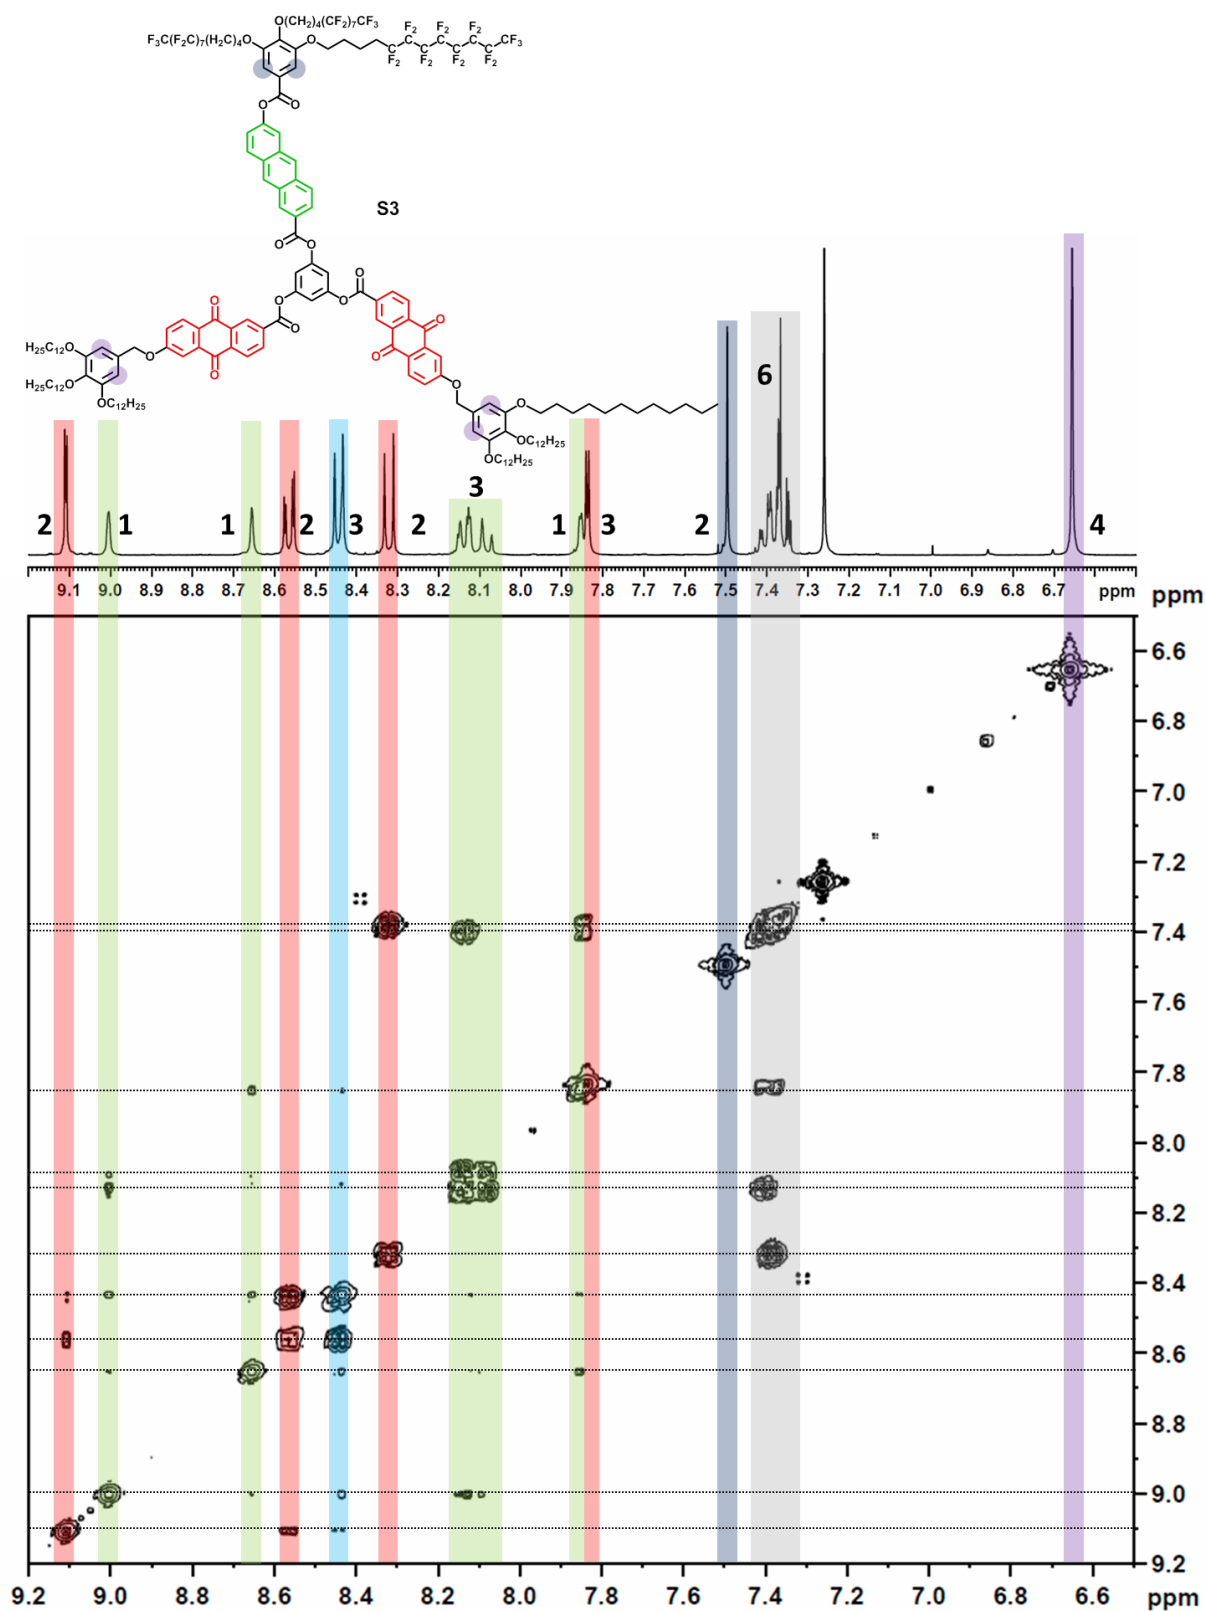 O(CH2)4(CF2)7CF3
F3C(F2C)7(H2C)4O
O
F2 F2 F2 F2
CF3
F2 F2 F2 F2
O O
O
S3
O O
O O
O
O O
O
O
O
H25C12O
O
O
H25C12O
OC12H25
O
O
OC12H25
OC12H25
2 1 1 2 3 2 3 1 3 2 6 4
9.1 9.0 8.9 8.8 8.7 8.6 8.5 8.4 8.3 8.2 8.1 8.0 7.9 7.8 7.7 7.6 7.5 7.4 7.3 7.2 7.1 7.0 6.9 6.8 6.7 ppm
ppm
6.6
6.8
7.0
7.2
7.4
7.6
7.8
8.0
8.2
8.4
8.6
8.8
9.0
9.2
9.2 9.0 8.8 8.6 8.4 8.2 8.0 7.8 7.6 7.4 7.2 7.0 6.8 6.6 ppm